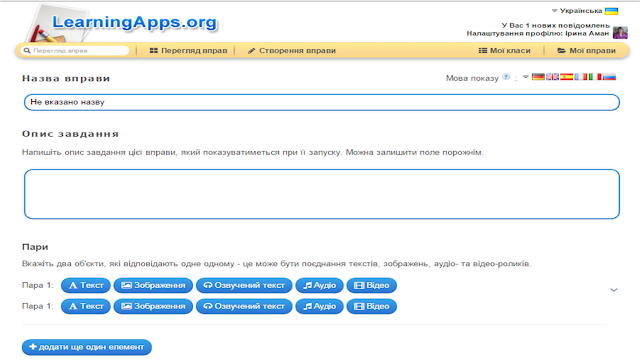 LearningApps.org
Українська
У Вас 1 нових повідомлень
Налаштування профілю: Ірина Аман
Перегляд вправ
Перегляд вправ
Створення вправи
Мої класи
Мої вправи
Назва вправи
Мова показу ? :
Не вказано назву
Опис завдання
Напишіть опис завдання цієї вправи, який показуватиметься при її запуску. Можна залишити поле порожнім.
Пари
Вкажіть два об'єкти, які відповідають одне одному - це може бути поєднання текстів, зображень, аудіо- та відео-роликів.
Пара 1: Текст Зображення Озвучений текст Аудіо Відео
Пара 1: Текст Зображення Озвучений текст Аудіо Відео
додати ще один елемент